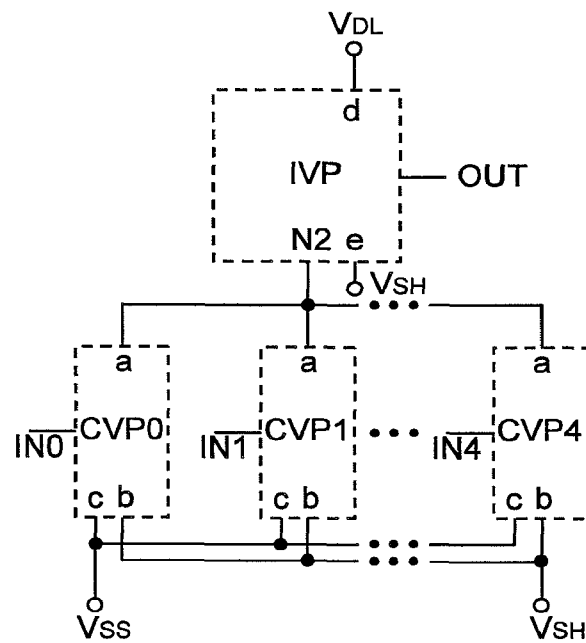 VDL
d
IVP
OUT
N2 e
VSH
a a a
IN0 CVP0 IN1 CVP1 IN4 CVP4
c b c b c b
VSS VSH